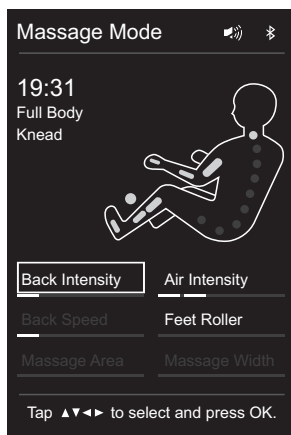 Massage Mode
19:31
Full Body
Knead
Back Intensity Air Intensity
Back Speed Feet Roller
Massage Area Massage Width
Tap ▲▼◄► to select and press OK.